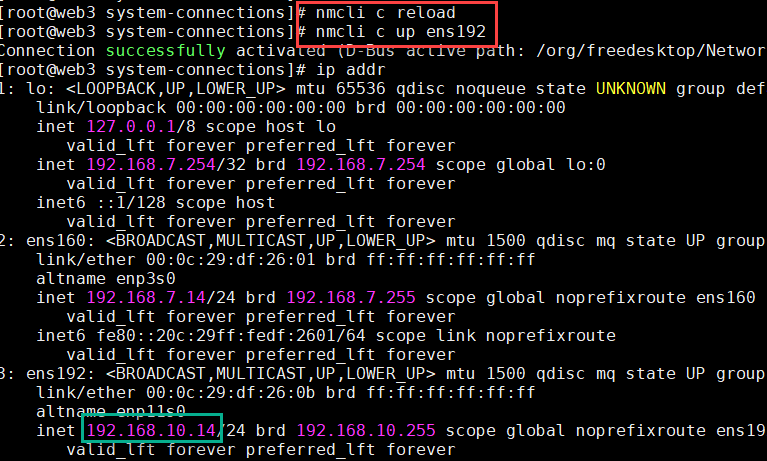 [root@web3 system-connections]# nmcli c reload
[root@web3 system-connections]# nmcli c up ens192
Connection successfully activated (D-Bus active path: /org/freedesktop/Networ
[root@web3 system-connections]# ip addr
1: lo: <LOOPBACK,UP,LOWER_UP> mtu 65536 qdisc noqueue state UNKNOWN group def
link/loopback 00:00:00:00:00:00 brd 00:00:00:00:00:00
inet 127.0.0.1/8 scope host lo
valid_lft forever preferred_lft forever
inet 192.168.7.254/32 brd 192.168.7.254 scope global lo:0
valid_lft forever preferred_lft forever
inet6 ::1/128 scope host
valid_lft forever preferred_lft forever
2: ens160: <BROADCAST,MULTICAST,UP,LOWER_UP> mtu 1500 qdisc mq state UP group
link/ether 00:0c:29:df:26:01 brd ff:ff:ff:ff:ff:ff
altname enp3s0
inet 192.168.7.14/24 brd 192.168.7.255 scope global noprefixroute ens160
valid_lft forever preferred_lft forever
inet6 fe80::20c:29ff:fedf:2601/64 scope link noprefixroute
valid_lft forever preferred_lft forever
3: ens192: <BROADCAST,MULTICAST,UP,LOWER_UP> mtu 1500 qdisc mq state UP group
link/ether 00:0c:29:df:26:0b brd ff:ff:ff:ff:ff:ff
altname enp11s0
inet 192.168.10.14/24 brd 192.168.10.255 scope global noprefixroute ens19
valid_lft forever preferred_lft forever